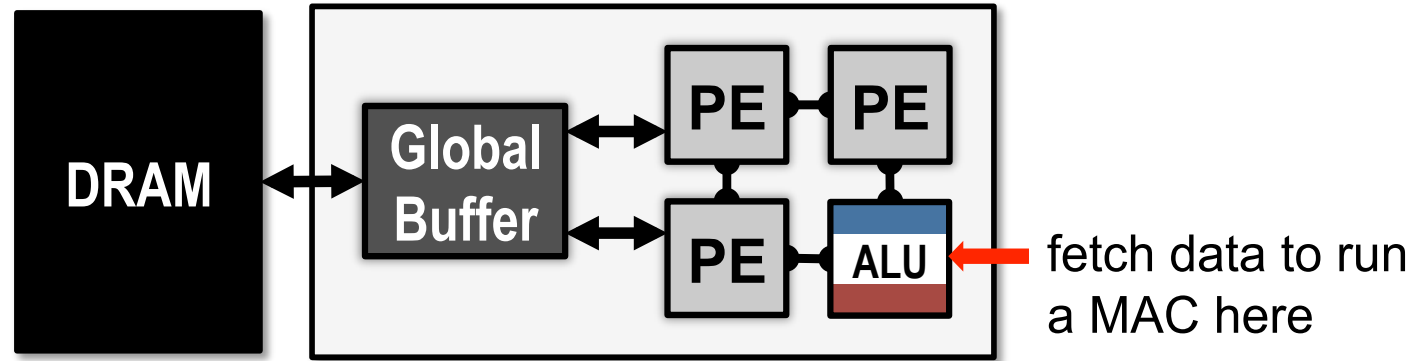 DRAM
Global
Buffer
PE
PE
PE
ALU
fetch data to run
a MAC here